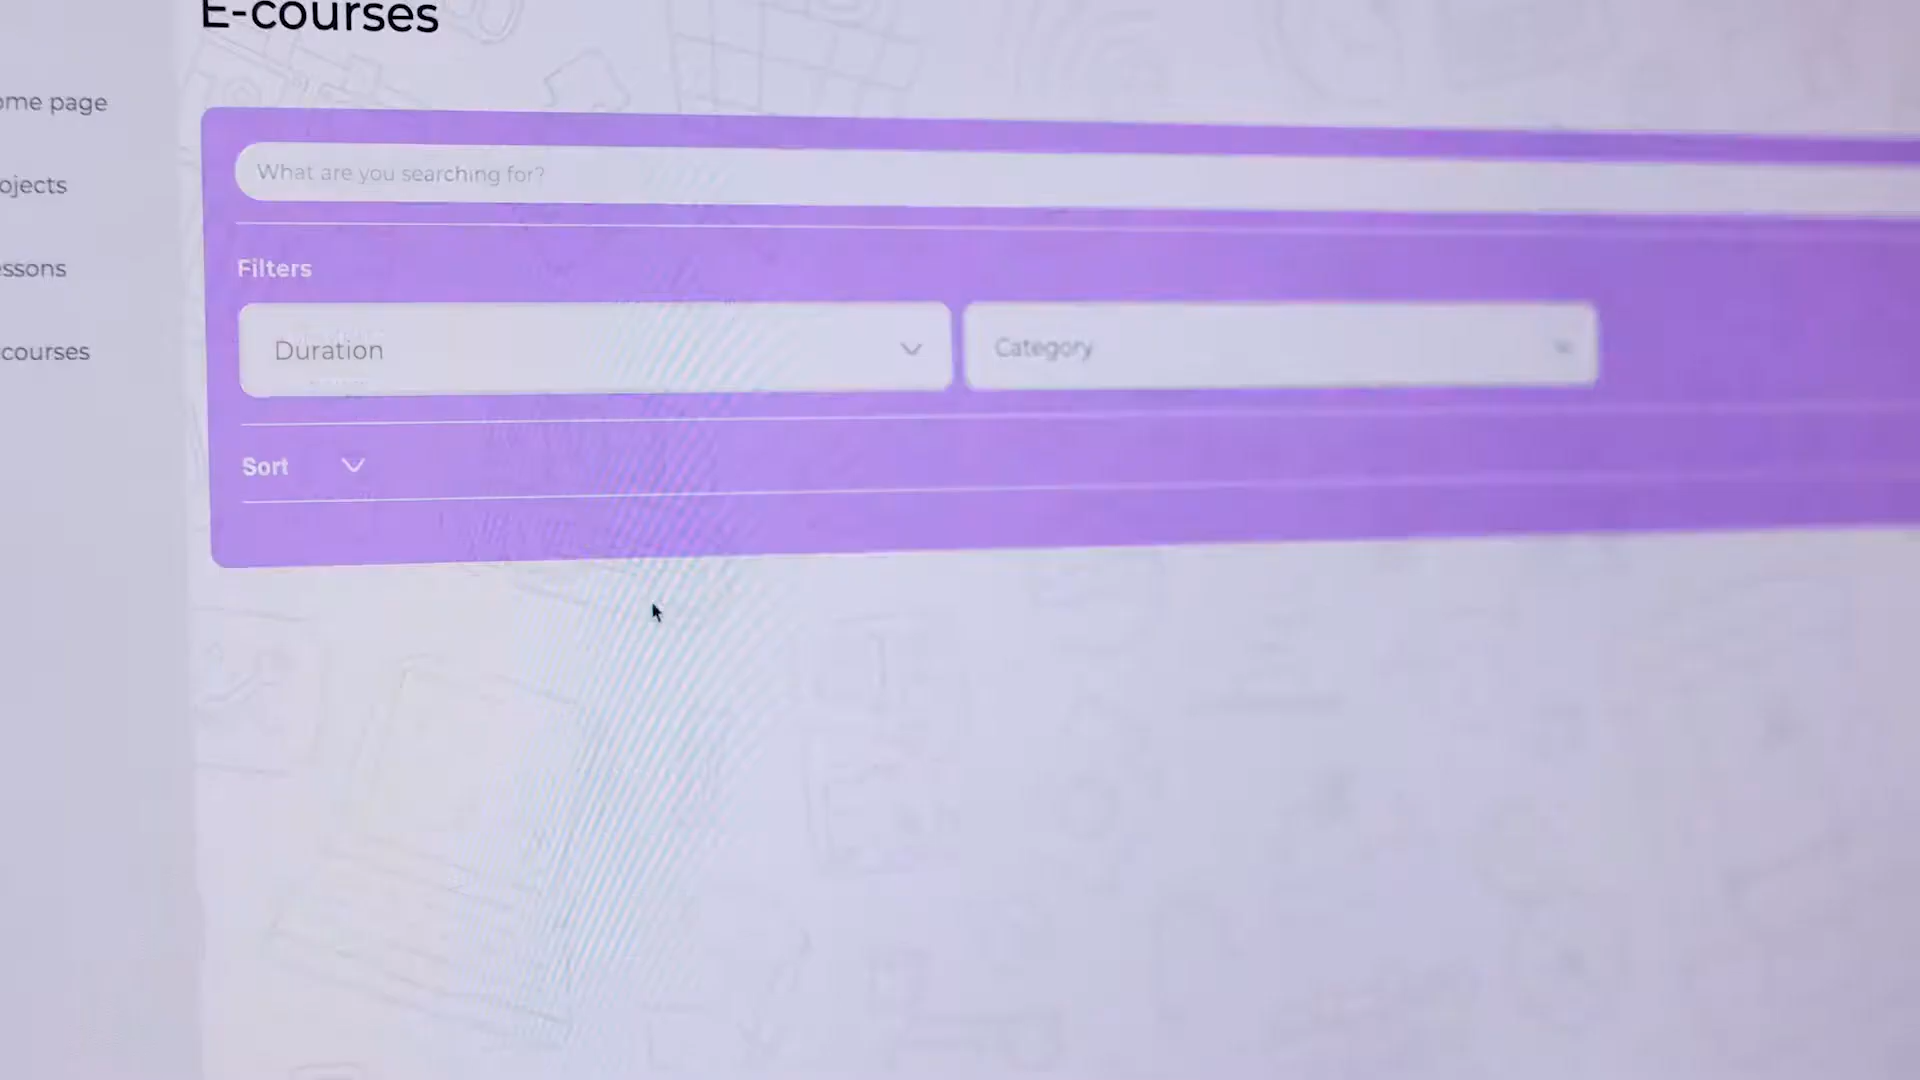 E-courses
ome page
ojects
essons
courses
What are you searching for?
Filters
Duration
Category
Sort